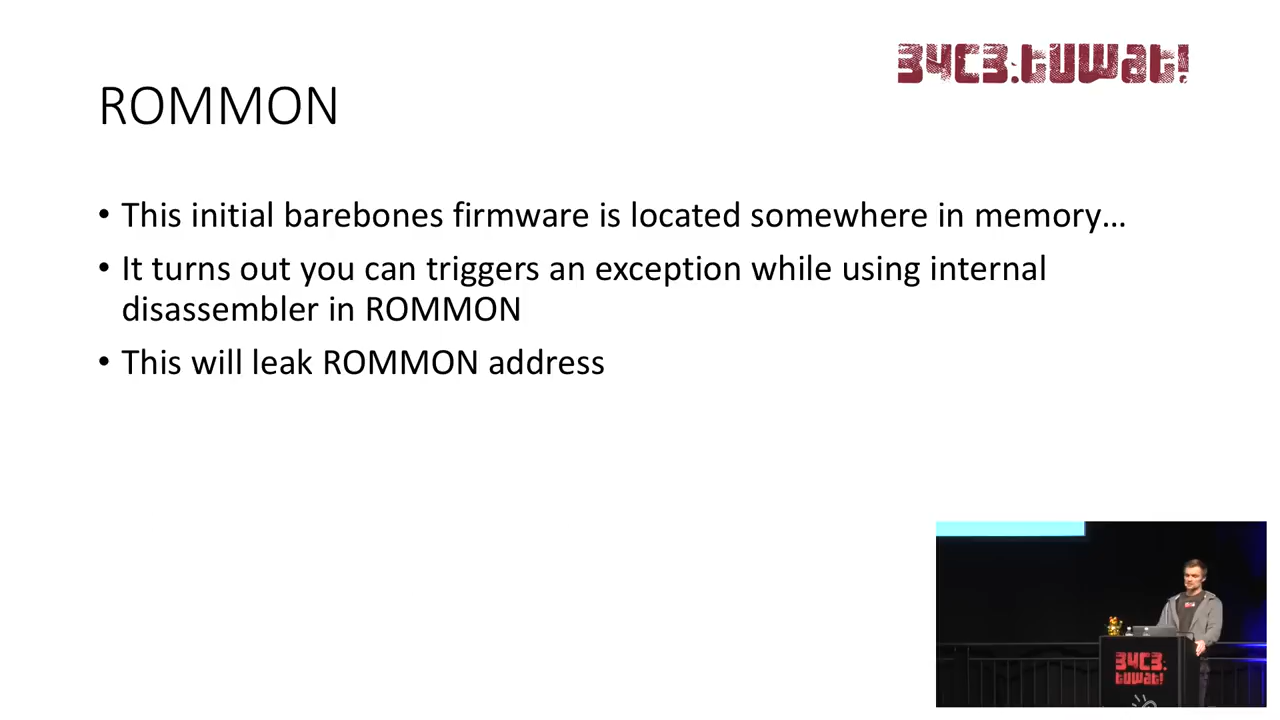 34C3.tuwat!
ROMMON
• This initial barebones firmware is located somewhere in memory…
• It turns out you can triggers an exception while using internal
disassembler in ROMMON
• This will leak ROMMON address
34C3.
tuwat!